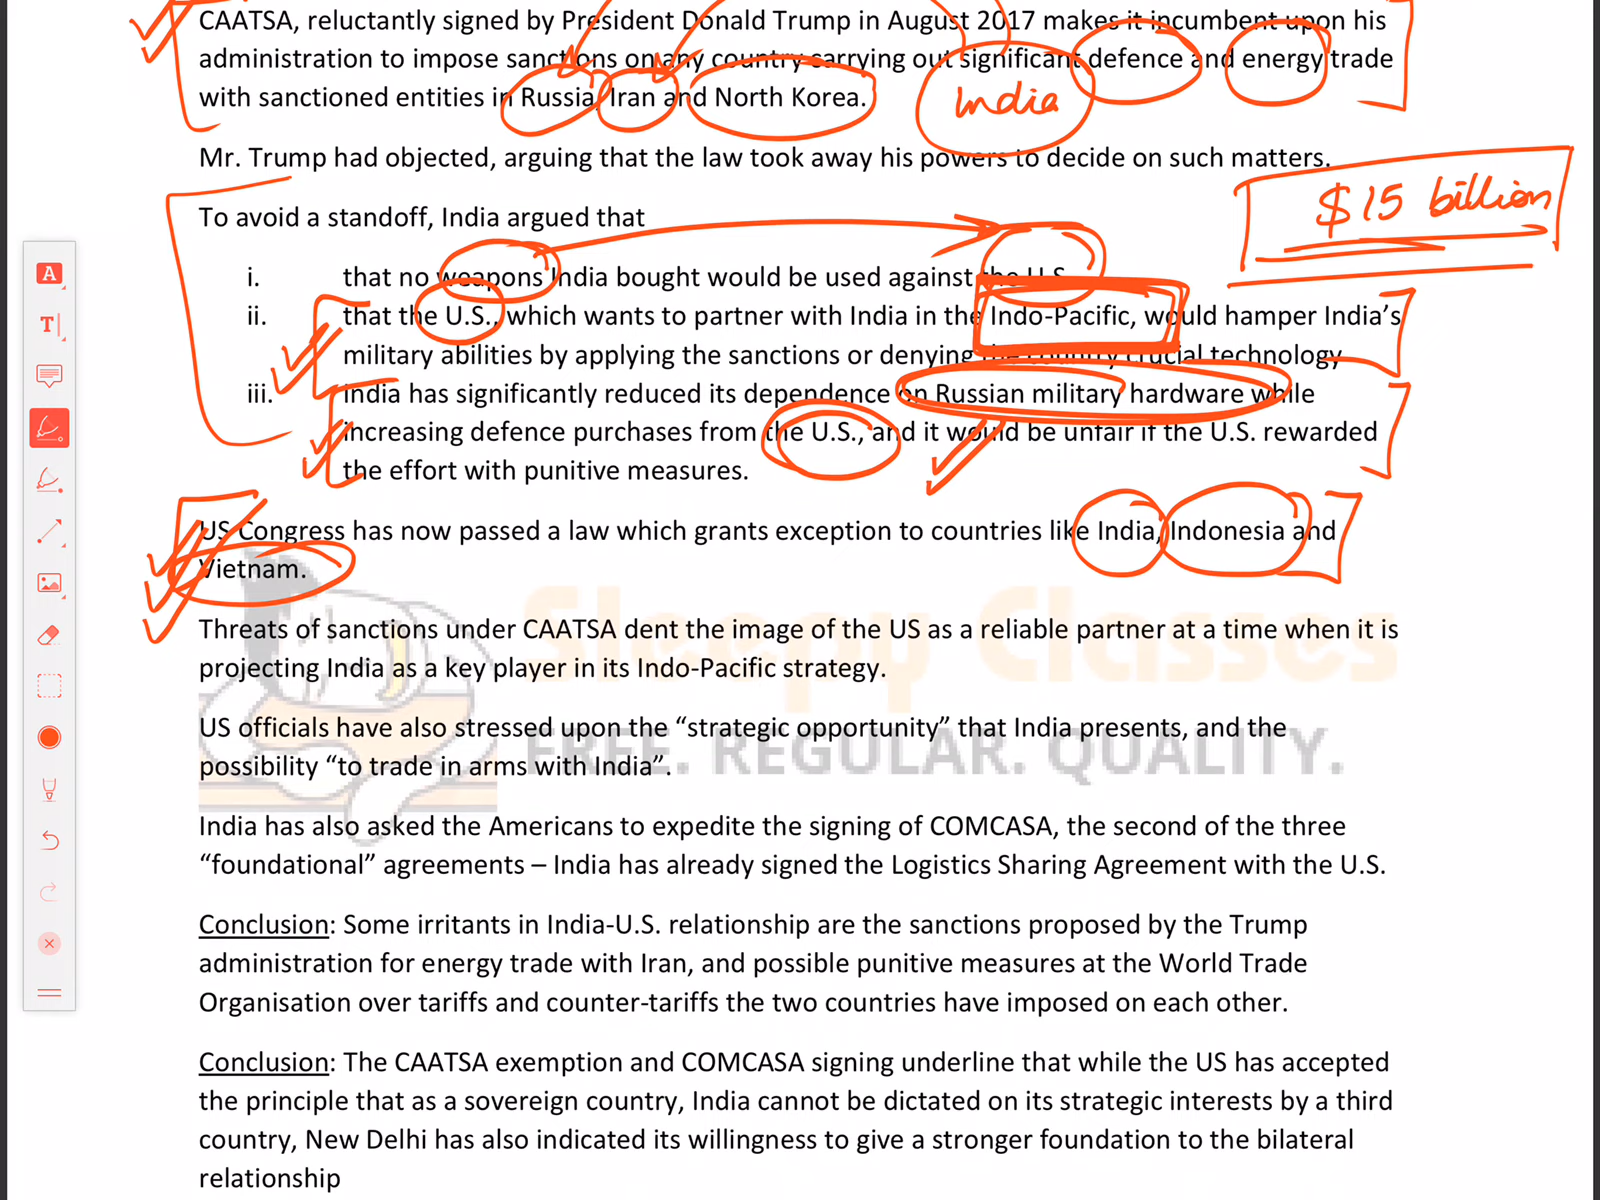 CAATSA, reluctantly signed by President Donald Trump in August 2017 makes it incumbent upon his
administration to impose sanctions on any country carrying out significant defence and energy trade
with sanctioned entities in Russia, Iran and North Korea.
India
Mr. Trump had objected, arguing that the law took away his powers to decide on such matters.
$15 billion
To avoid a standoff, India argued that
i. that no weapons India bought would be used against the U.S.
ii. that the U.S., which wants to partner with India in the Indo-Pacific, would hamper India's
military abilities by applying the sanctions or denying the country crucial technology
iii. India has significantly reduced its dependence on Russian military hardware while
increasing defence purchases from the U.S., and it would be unfair if the U.S. rewarded
the effort with punitive measures.
US Congress has now passed a law which grants exception to countries like India, Indonesia and
Vietnam.
Sleepy Classes
Threats of sanctions under CAATSA dent the image of the US as a reliable partner at a time when it is
projecting India as a key player in its Indo-Pacific strategy.
US officials have also stressed upon the “strategic opportunity” that India presents, and the
FREE. REGULAR. QUALITY.
possibility “to trade in arms with India”.
India has also asked the Americans to expedite the signing of COMCASA, the second of the three
“foundational” agreements – India has already signed the Logistics Sharing Agreement with the U.S.
Conclusion: Some irritants in India-U.S. relationship are the sanctions proposed by the Trump
administration for energy trade with Iran, and possible punitive measures at the World Trade
Organisation over tariffs and counter-tariffs the two countries have imposed on each other.
Conclusion: The CAATSA exemption and COMCASA signing underline that while the US has accepted
the principle that as a sovereign country, India cannot be dictated on its strategic interests by a third
country, New Delhi has also indicated its willingness to give a stronger foundation to the bilateral
relationship